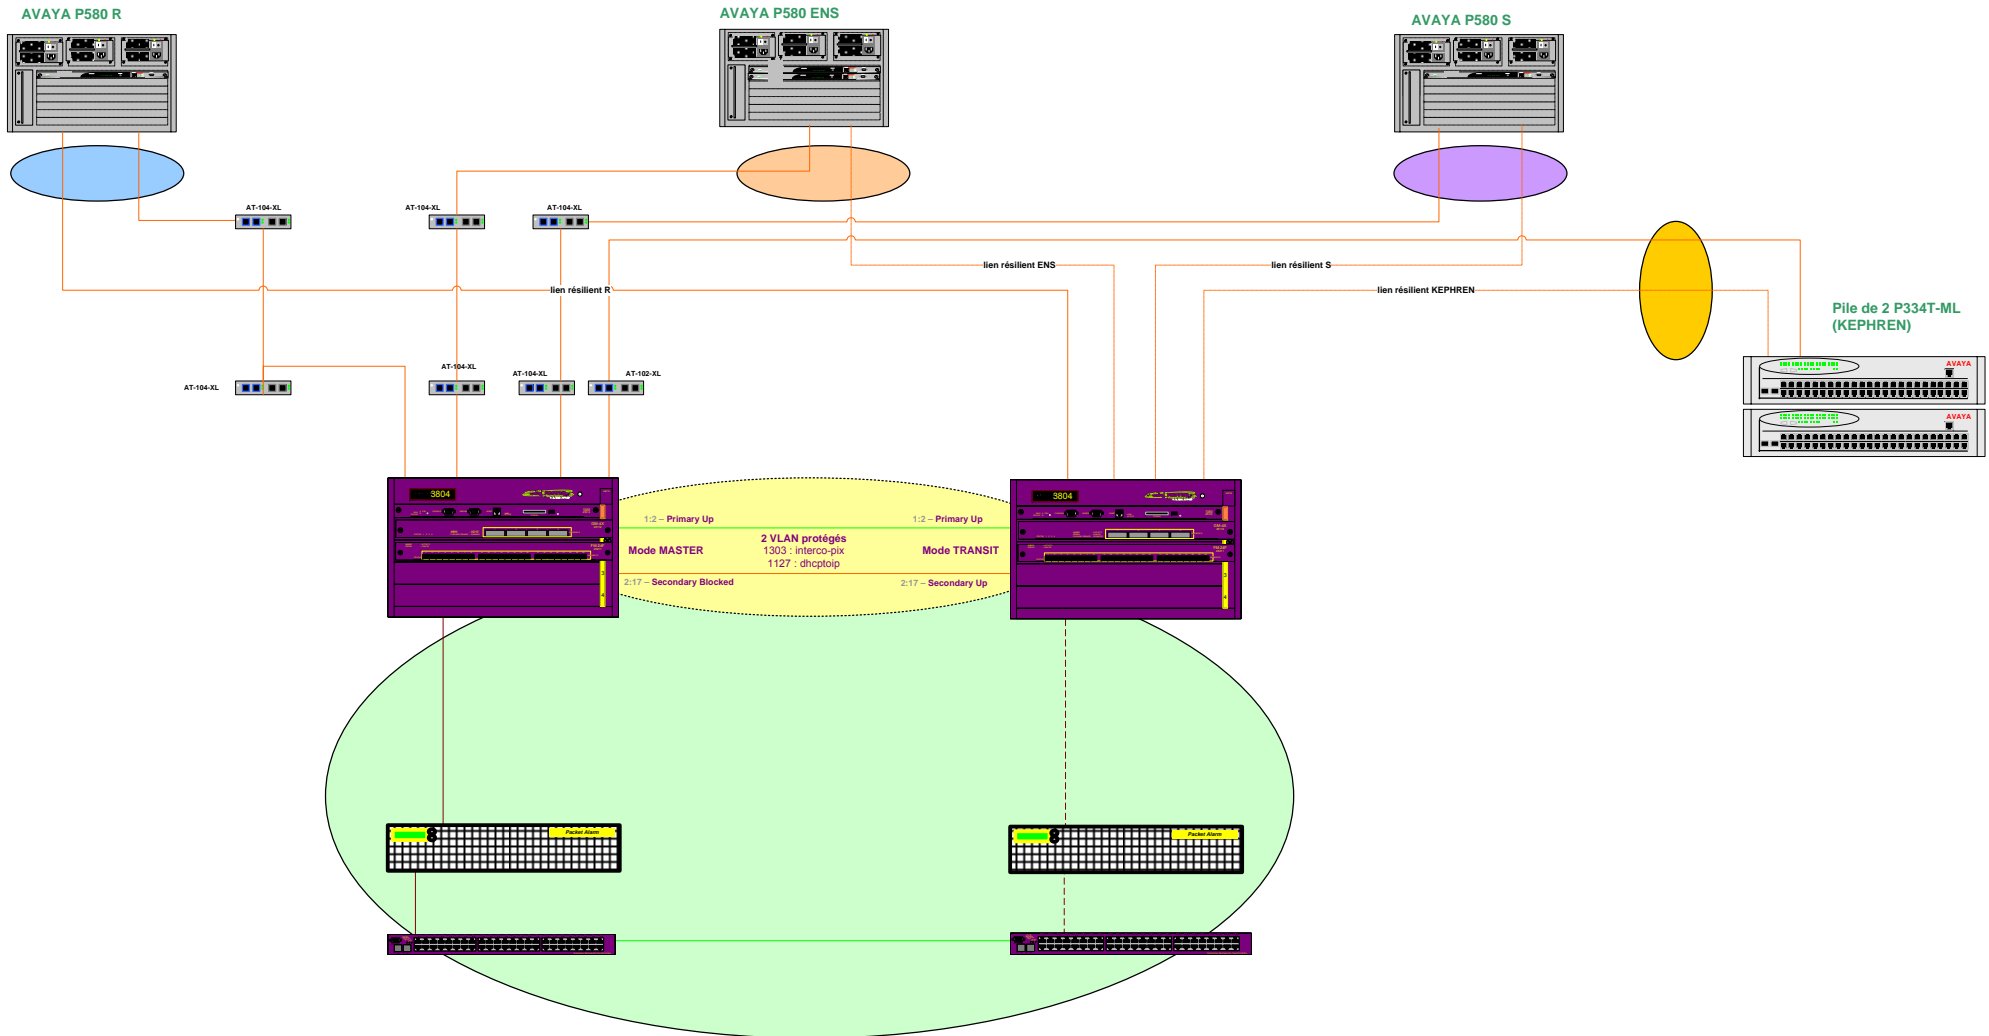 AVAYA P580 R
AVAYA P580 ENS
AVAYA P580 S
AT-104-XL
AT-104-XL
AT-104-XL
lien résilient ENS
lien résilient S
lien résilient R
lien résilient KEPHREN
Pile de 2 P334T-ML
(KEPHREN)
AVAYA
AVAYA
AT-104-XL
AT-104-XL
AT-104-XL
AT-102-XL
3804
3804
1:2 – Primary Up
1:2 – Primary Up
Mode MASTER
2 VLAN protégés
1303 : interco-pix
1127 : dhcptoip
Mode TRANSIT
2:17 – Secondary Blocked
2:17 – Secondary Up
3
4
3
4
Packet Alarm
Packet Alarm